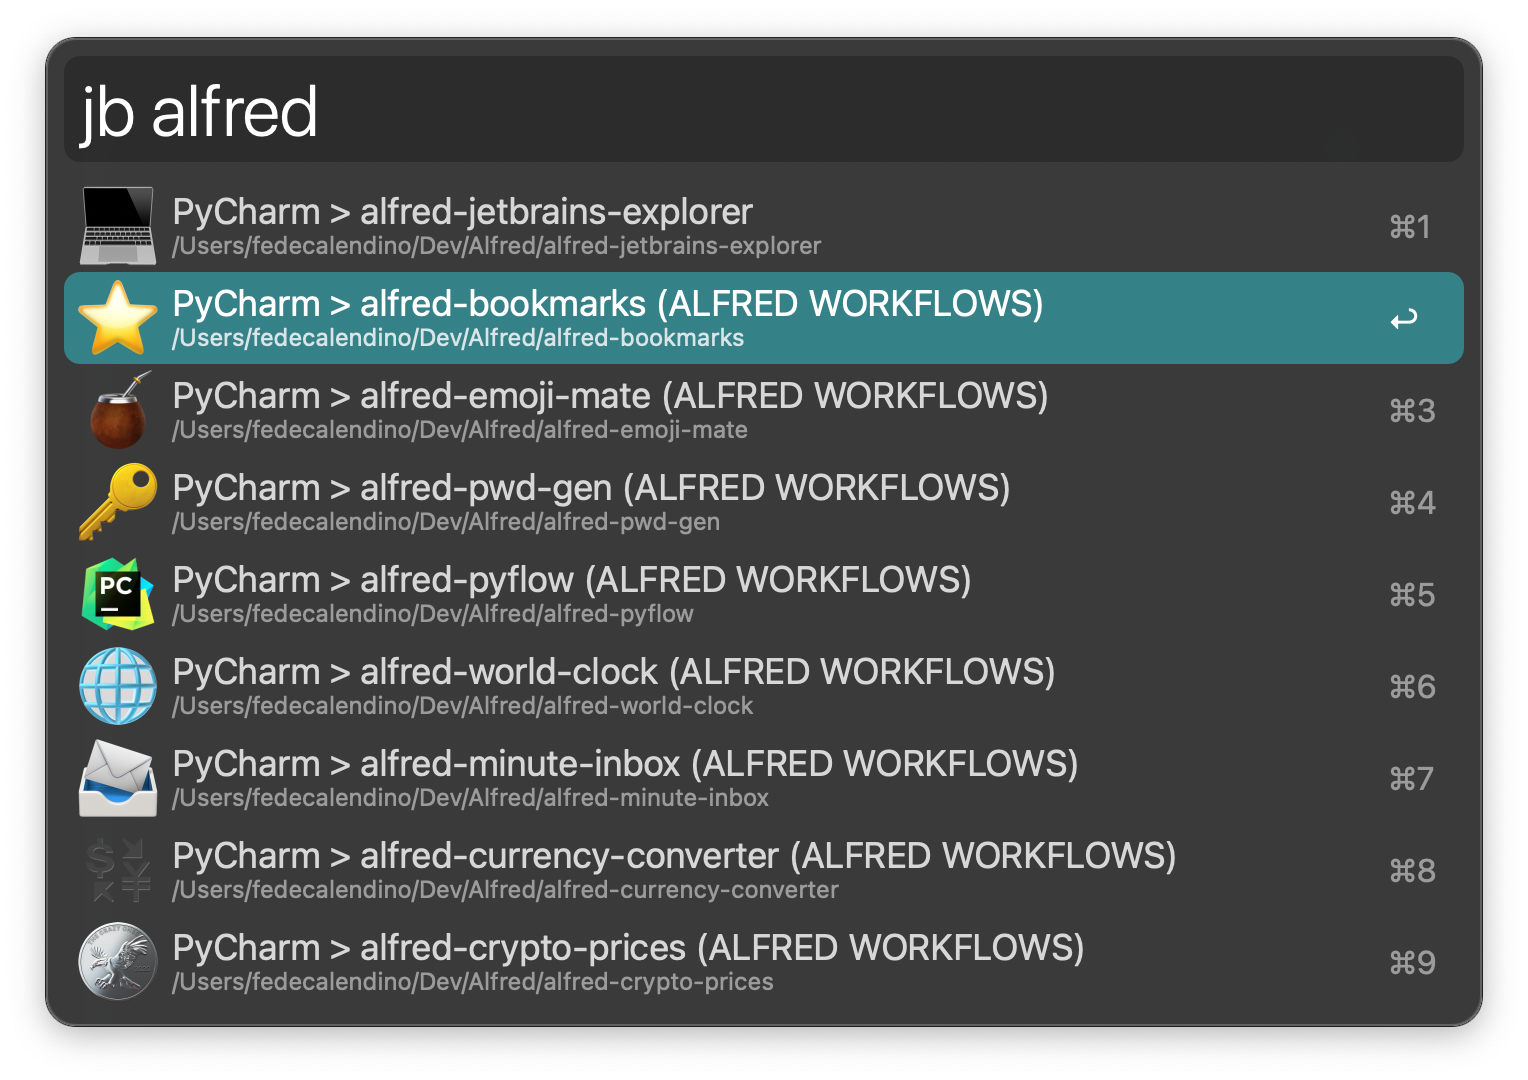 jb alfred
PyCharm > alfred-jetbrains-explorer
/Users/fedecalendino/Dev/Alfred/alfred-jetbrains-explorer
⌘1
PyCharm > alfred-bookmarks (ALFRED WORKFLOWS)
/Users/fedecalendino/Dev/Alfred/alfred-bookmarks
↩
PyCharm > alfred-emoji-mate (ALFRED WORKFLOWS)
/Users/fedecalendino/Dev/Alfred/alfred-emoji-mate
⌘3
PyCharm > alfred-pwd-gen (ALFRED WORKFLOWS)
/Users/fedecalendino/Dev/Alfred/alfred-pwd-gen
⌘4
PC
PyCharm > alfred-pyflow (ALFRED WORKFLOWS)
/Users/fedecalendino/Dev/Alfred/alfred-pyflow
⌘5
PyCharm > alfred-world-clock (ALFRED WORKFLOWS)
/Users/fedecalendino/Dev/Alfred/alfred-world-clock
⌘6
PyCharm > alfred-minute-inbox (ALFRED WORKFLOWS)
/Users/fedecalendino/Dev/Alfred/alfred-minute-inbox
⌘7
$ ¥
PyCharm > alfred-currency-converter (ALFRED WORKFLOWS)
/Users/fedecalendino/Dev/Alfred/alfred-currency-converter
⌘8
THE CRAZY ONES
PyCharm > alfred-crypto-prices (ALFRED WORKFLOWS)
/Users/fedecalendino/Dev/Alfred/alfred-crypto-prices
⌘9